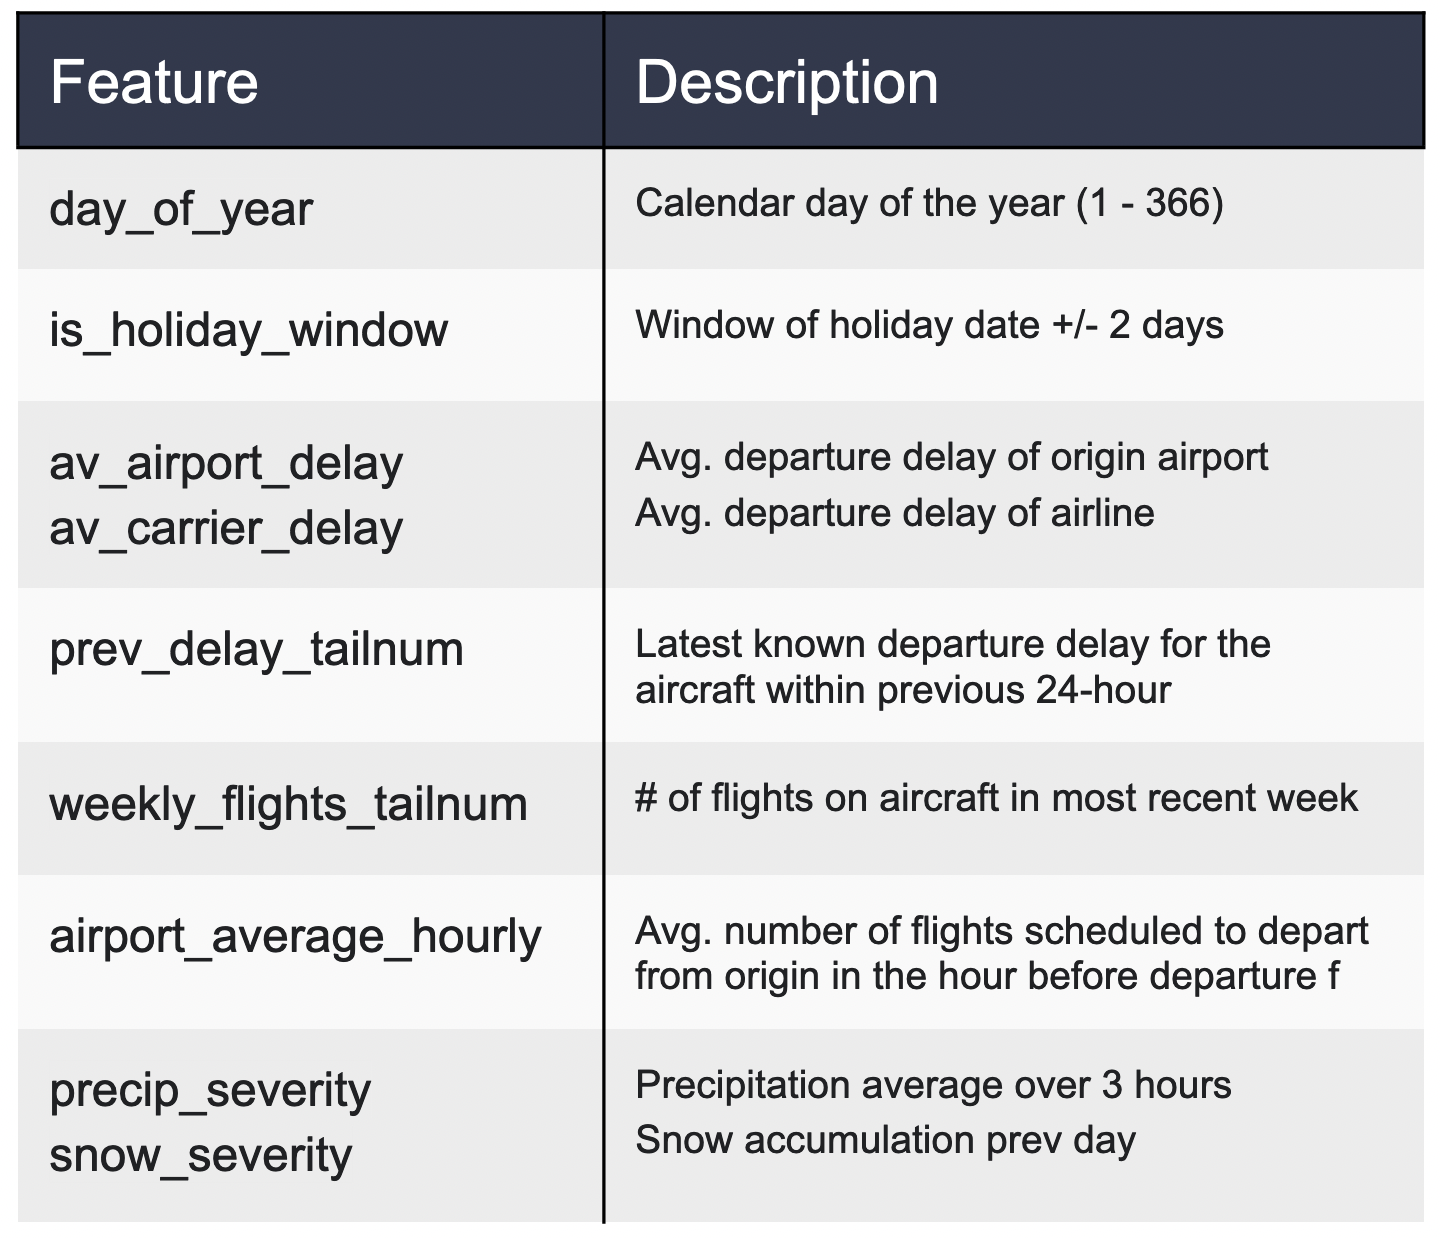 Feature Description
day_of_year Calendar day of the year (1 - 366)
is_holiday_window Window of holiday date +/- 2 days
av_airport_delay Avg. departure delay of origin airport
av_carrier_delay Avg. departure delay of airline
prev_delay_tailnum Latest known departure delay for the
aircraft within previous 24-hour
weekly_flights_tailnum # of flights on aircraft in most recent week
airport_average_hourly Avg. number of flights scheduled to depart
from origin in the hour before departure f
precip_severity Precipitation average over 3 hours
snow_severity Snow accumulation prev day